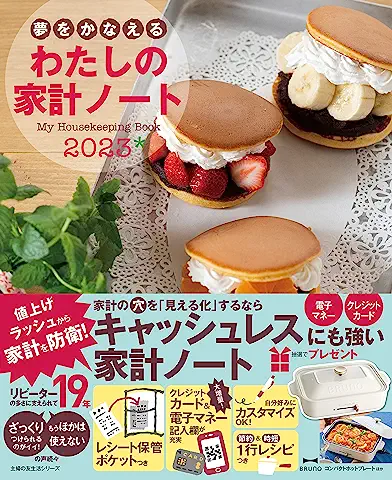 夢をかなえる
わたしの
家計ノート
My Housekeeping Book
2023*
値上げ
ラッシュから
家計を防衛!
家計の穴を「見える化」するなら
電子
マネー
クレジット
カード
キャッシュレスにも強い
家計ノート
抽選でプレゼント
リピーター
の多さに支えられて
19年
ざっくり
つけられる
のがイイ!
もうほかは
使えない
の声続々
主婦の友生活シリーズ
レシート保管
ポケットつき
クレジット
カード&
電子マネー
記入欄が
充実
大増!
自分好みに
カスタマイズ
OK!
節約&時短
1行レシピ
つき
BRUNO コンパクトホットプレートほか